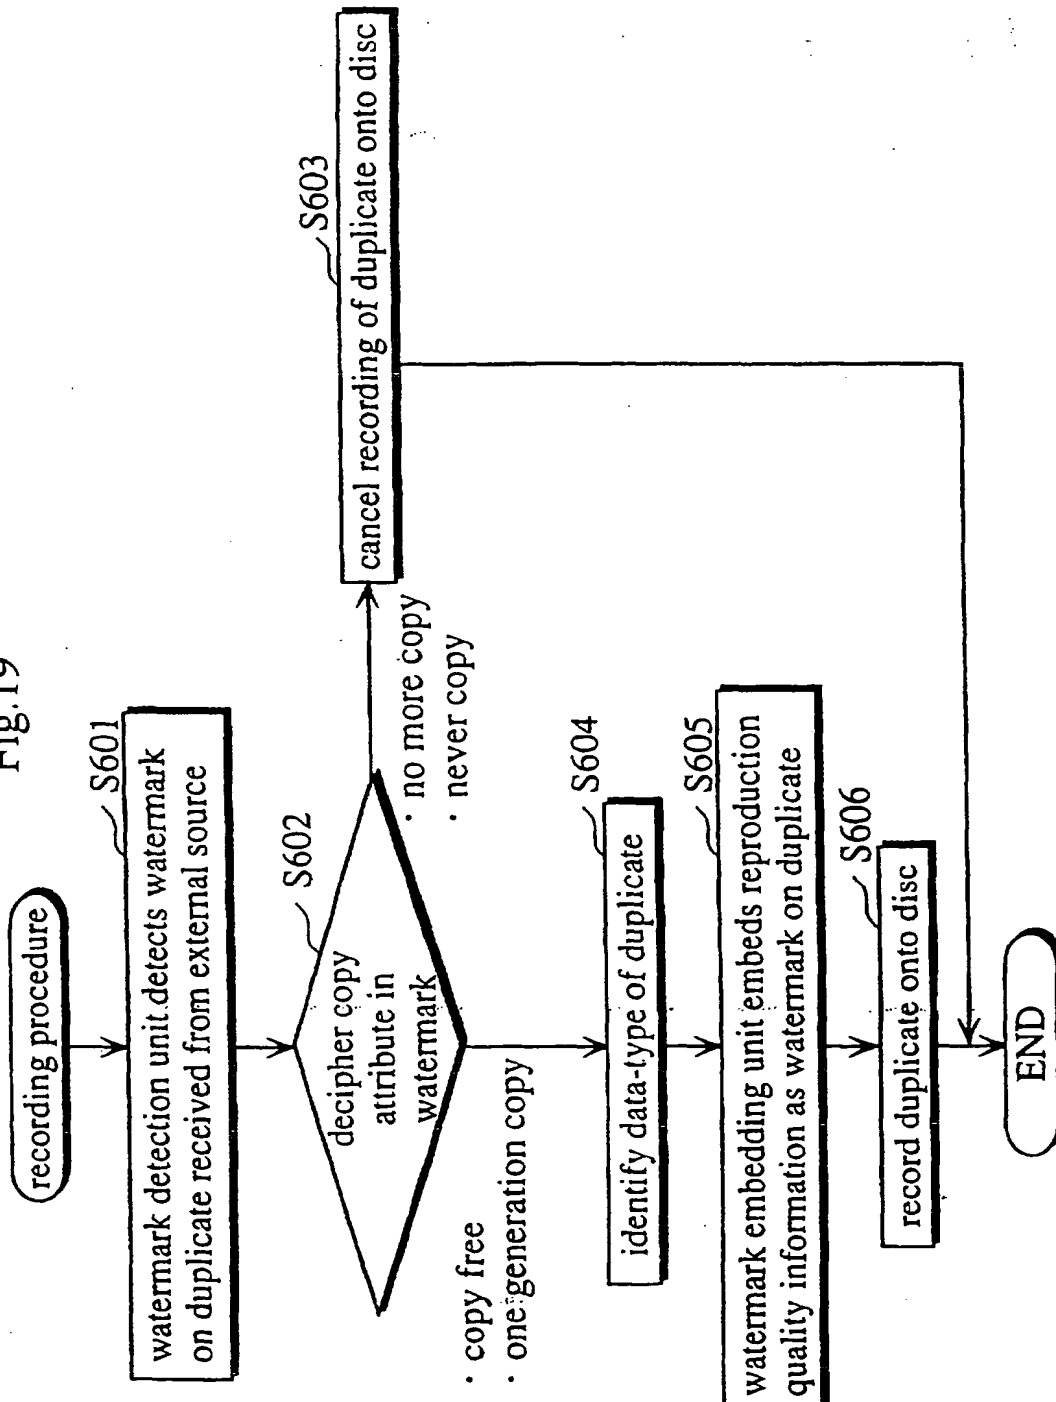 Fig.19
recording procedure
S601
watermark detection unit detects watermark
on duplicate received from external source
S602
decipher copy
attribute in
watermark
· no more copy
· never copy
S603
cancel recording of duplicate onto disc
· copy free
· one generation copy
S604
identify data-type of duplicate
S605
watermark embedding unit embeds reproduction
quality information as watermark on duplicate
S606
record duplicate onto disc
END